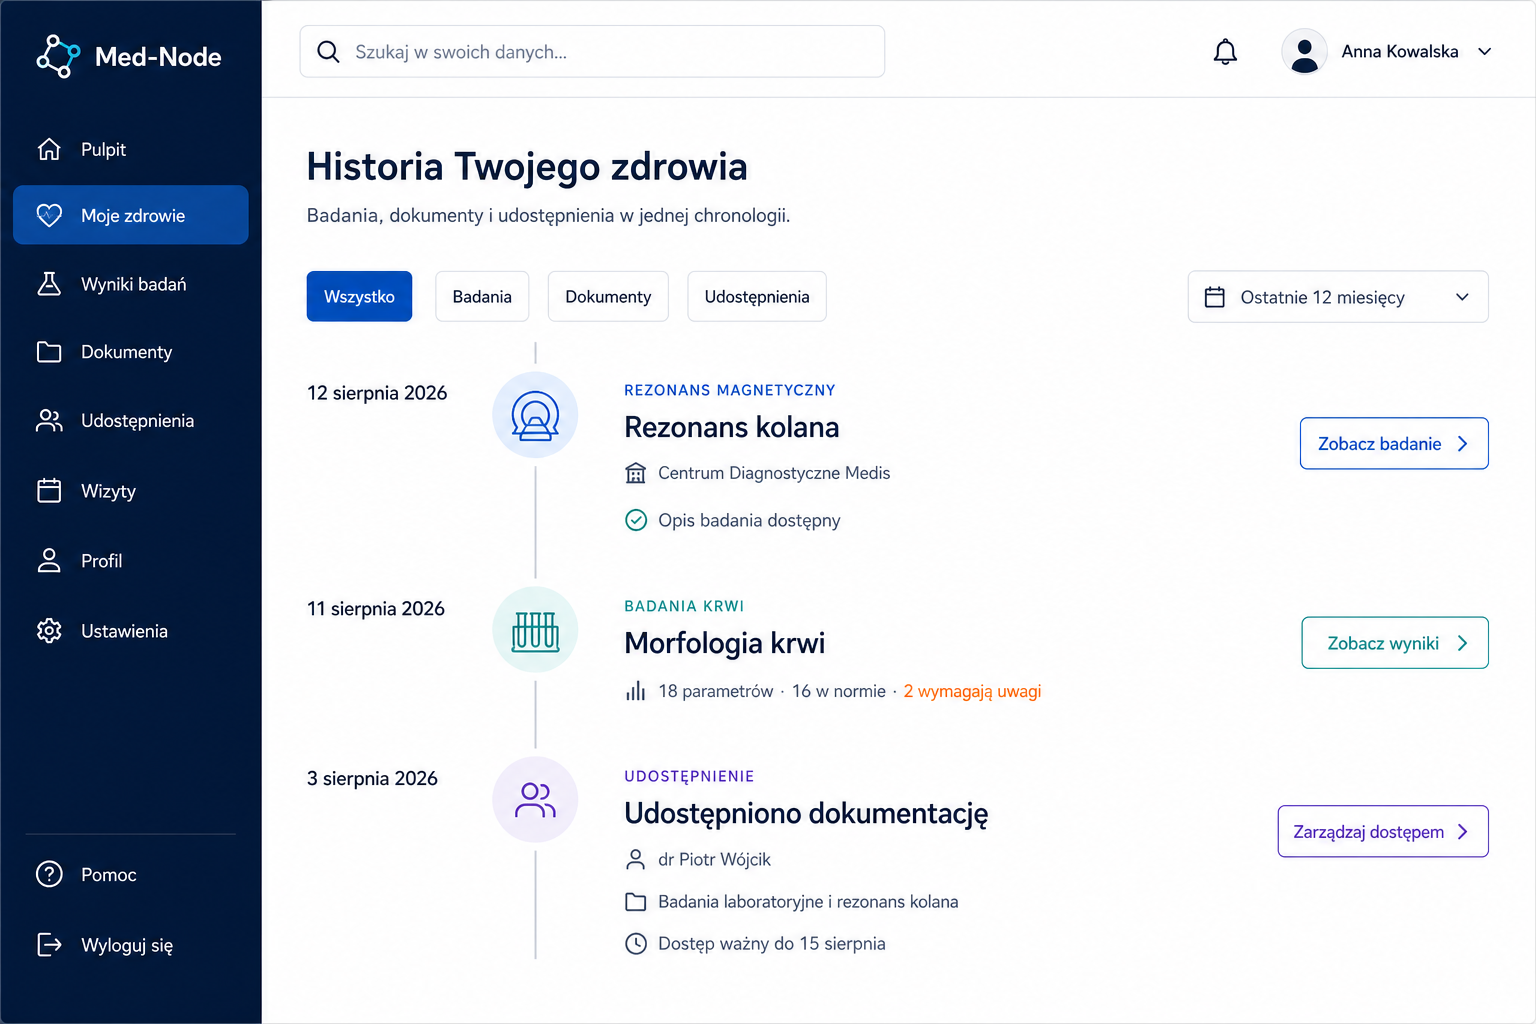 Med-Node
Szukaj w swoich danych...
Anna Kowalska
Pulpit
Moje zdrowie
Wyniki badań
Dokumenty
Udostępnienia
Wizyty
Profil
Ustawienia
Pomoc
Wyloguj się
Historia Twojego zdrowia
Badania, dokumenty i udostępnienia w jednej chronologii.
Wszystko
Badania
Dokumenty
Udostępnienia
Ostatnie 12 miesięcy
12 sierpnia 2026
REZONANS MAGNETYCZNY
Rezonans kolana
Centrum Diagnostyczne Medis
Opis badania dostępny
Zobacz badanie
11 sierpnia 2026
BADANIA KRWI
Morfologia krwi
18 parametrów · 16 w normie · 2 wymagają uwagi
Zobacz wyniki
3 sierpnia 2026
UDOSTĘPNIENIE
Udostępniono dokumentację
dr Piotr Wójcik
Badania laboratoryjne i rezonans kolana
Dostęp ważny do 15 sierpnia
Zarządzaj dostępem